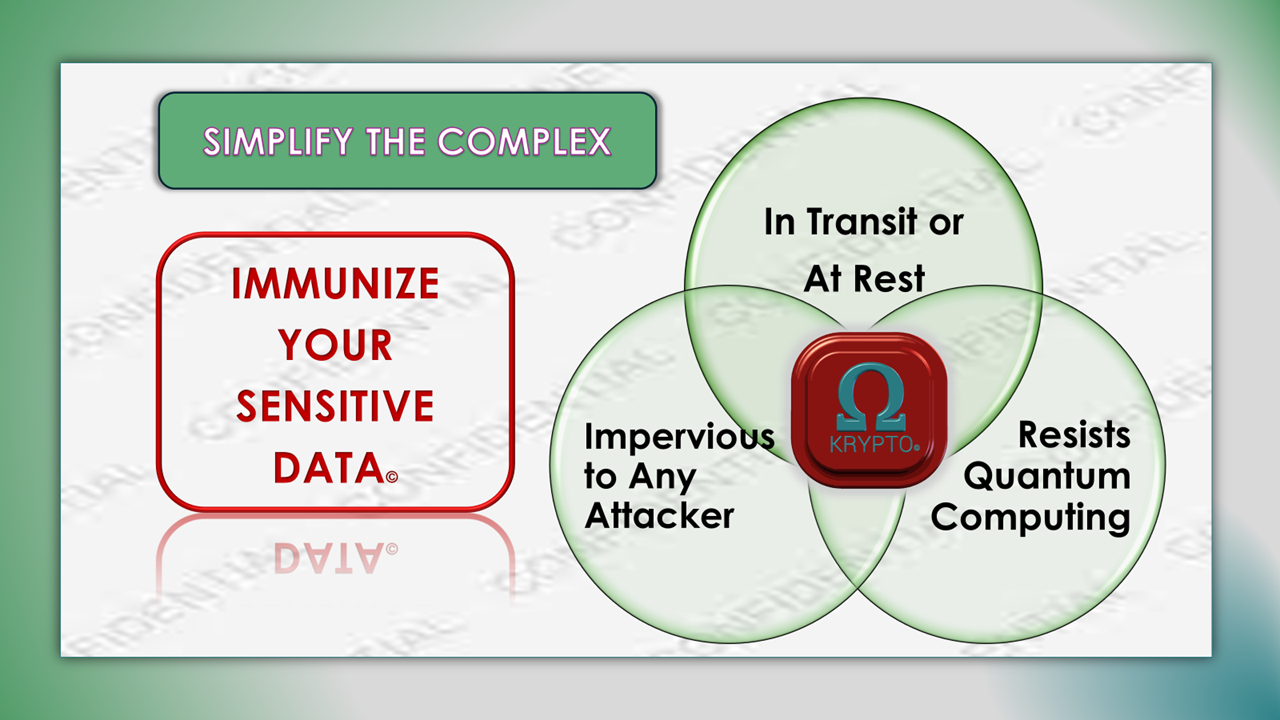 SIMPLIFY THE COMPLEX
IMMUNIZE
YOUR
SENSITIVE
DATA©
In Transit or
At Rest
Impervious
to Any
Attacker
Ω
KRYPTO©
Resists
Quantum
Computing
DATA©
CONFIDENTIAL